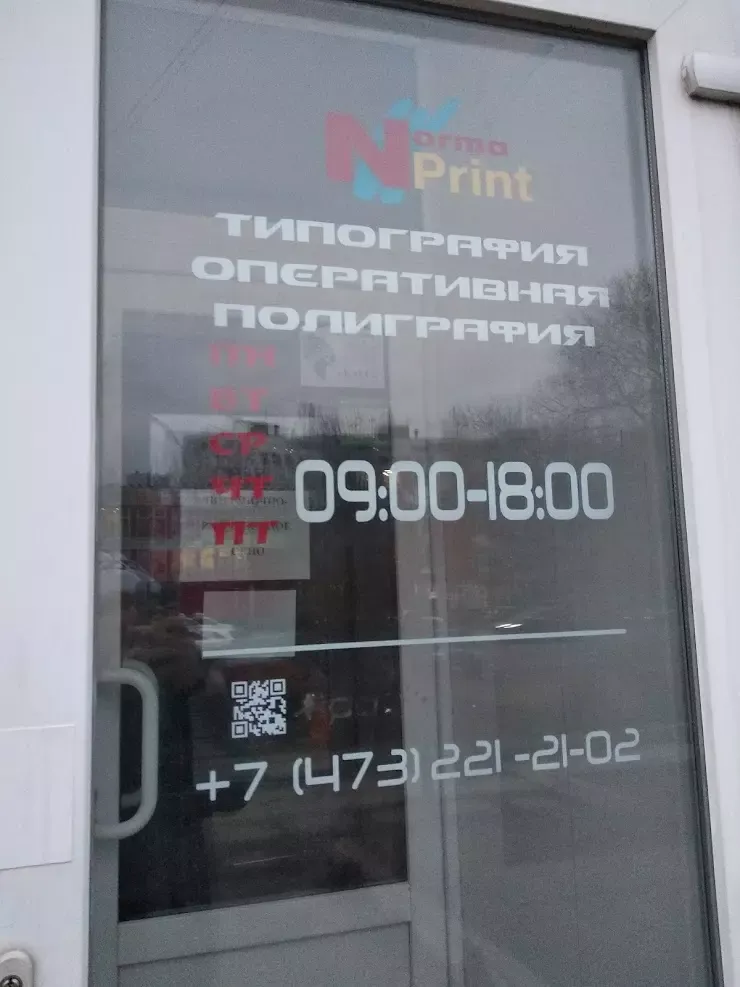 Norma
Print
ТИПОГРАФИЯ
ОПЕРАТИВНАЯ
ПОЛИГРАФИЯ
ПН
ВТ
СР
ЧТ
ПТ
09:00-18:00
+7 (473) 221-21-02